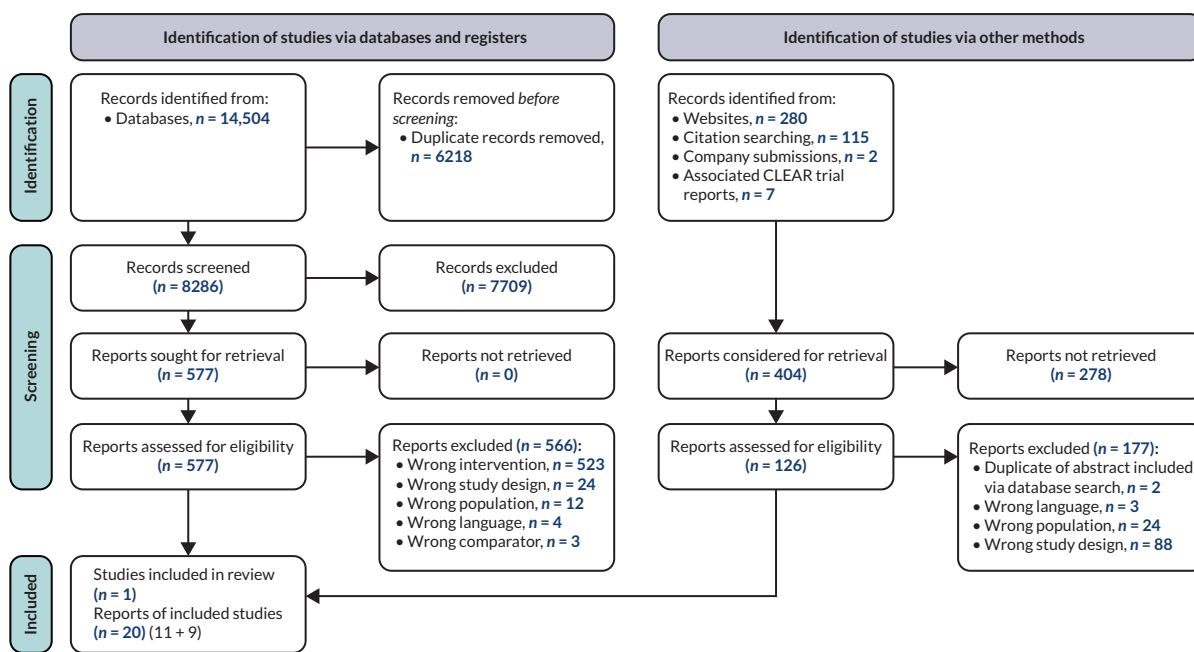 Identification of studies via databases and registers
Identification of studies via other methods
Identification
Records identified from:
• Databases, n = 14,504
Records removed before
screening:
• Duplicate records removed,
n = 6218
Records identified from:
• Websites, n = 280
• Citation searching, n = 115
• Company submissions, n = 2
• Associated CLEAR trial
reports, n = 7
Screening
Records screened
(n = 8286)
Records excluded
(n = 7709)
Reports sought for retrieval
(n = 577)
Reports not retrieved
(n = 0)
Reports considered for retrieval
(n = 404)
Reports not retrieved
(n = 278)
Reports assessed for eligibility
(n = 577)
Reports excluded (n = 566):
• Wrong intervention, n = 523
• Wrong study design, n = 24
• Wrong population, n = 12
• Wrong language, n = 4
• Wrong comparator, n = 3
Reports assessed for eligibility
(n = 126)
Reports excluded (n = 177):
• Duplicate of abstract included
via database search, n = 2
• Wrong language, n = 3
• Wrong population, n = 24
• Wrong study design, n = 88
Included
Studies included in review
(n = 1)
Reports of included studies
(n = 20) (11 + 9)